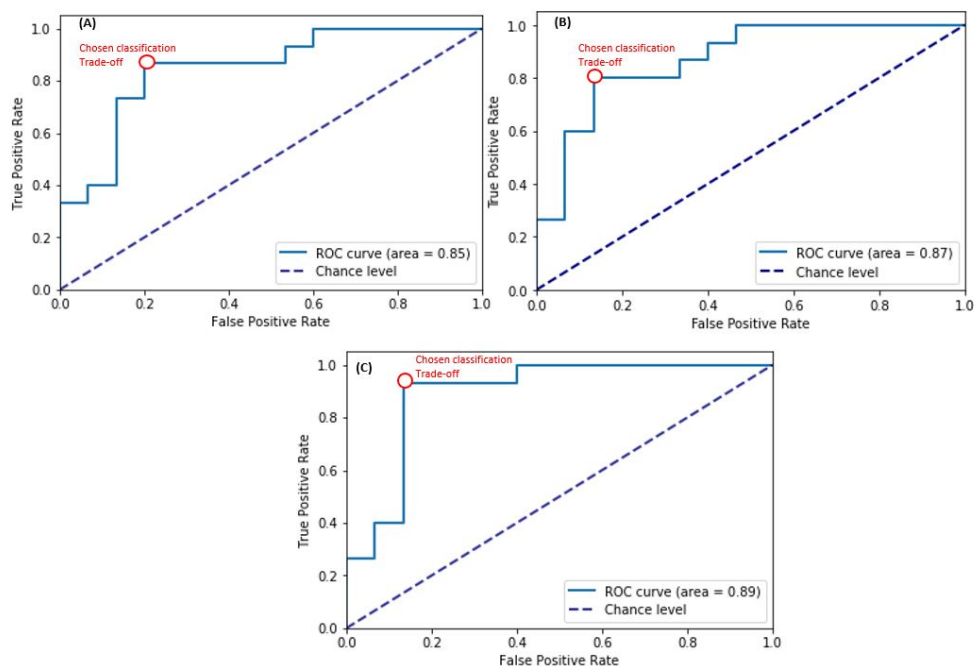 (A)
Chosen classification
Trade-off
1.0
0.8
0.6
0.4
0.2
0.0
True Positive Rate
ROC curve (area = 0.85)
Chance level
0.0
0.2
0.4
0.6
0.8
1.0
False Positive Rate
(B)
Chosen classification
Trade-off
1.0
0.8
0.6
0.4
0.2
0.0
True Positive Rate
ROC curve (area = 0.87)
Chance level
0.0
0.2
0.4
0.6
0.8
1.0
False Positive Rate
(C)
Chosen classification
Trade-off
1.0
0.8
0.6
0.4
0.2
0.0
True Positive Rate
ROC curve (area = 0.89)
Chance level
0.0
0.2
0.4
0.6
0.8
1.0
False Positive Rate